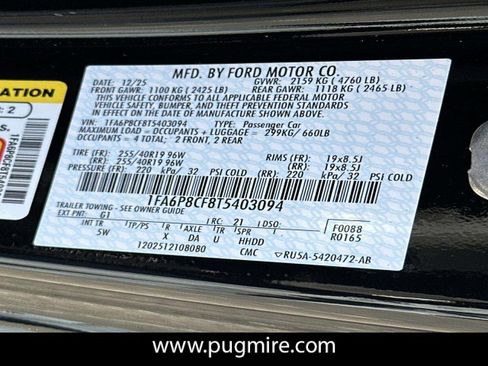 MFD. BY FORD MOTOR CO.
DATE: 12/25 GVWR: 2159 KG ( 4760 LB)
FRONT GAWR: 1100 KG ( 2425 LB) REAR GAWR: 1118 KG ( 2465 LB)
THIS VEHICLE CONFORMS TO ALL APPLICABLE FEDERAL MOTOR
VEHICLE SAFETY, BUMPER, AND THEFT PREVENTION STANDARDS
IN EFFECT ON THE DATE OF MANUFACTURE SHOWN ABOVE.
VIN: 1FA6P8CF8T5403094 TYPE: Passenger Car
MAXIMUM LOAD = OCCUPANTS + LUGGAGE = 299KG/660LB
OCCUPANTS = 4 TOTAL: 2 FRONT, 2 REAR
TIRE (FR): 255/40R19 96W RIMS (FR): 19x8.5J
(RR): 255/40R19 96W (RR): 19x8.5J
PRESSURE (FR): 220 kPa/ 32 PSI COLD (RR): 220 kPa/ 32 PSI COLD
1FA6P8CF8T5403094
TRAILER TOWING - SEE OWNER GUIDE
EXT PNT: G1 RC: 21 DSO: F0088
INT TR TP/PS R AXLE TR SPR R0165
5W X DA U HHDD
12025121080B0 CMC RU5A-5420472-AB
www.pugmire.com